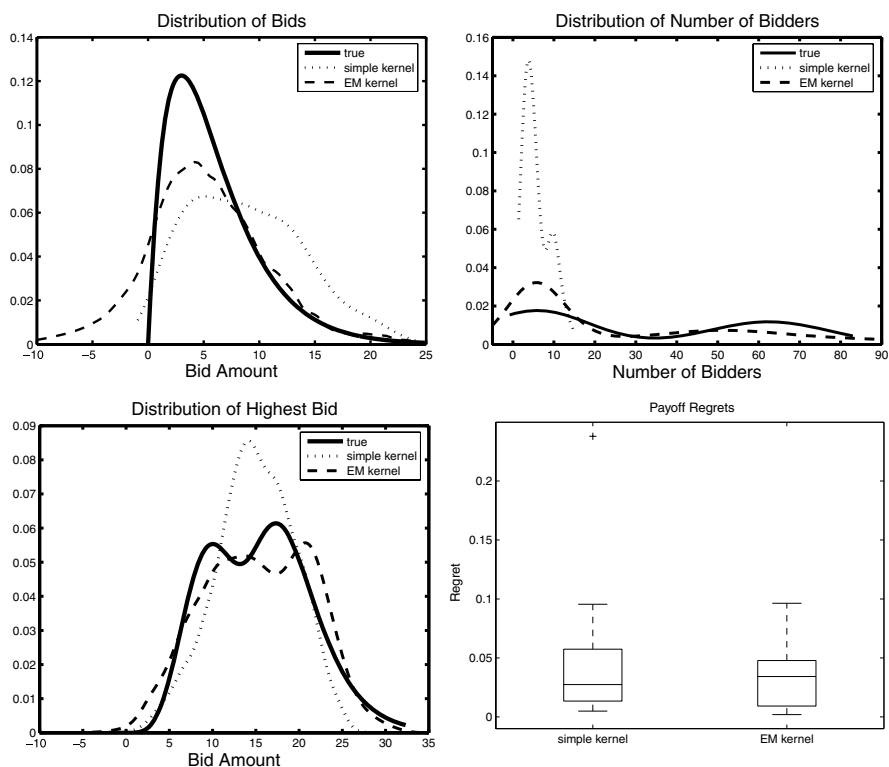 Distribution of Bids
0.14
0.12
0.1
0.08
0.06
0.04
0.02
0
−10 −5 0 5 10 15 20 25
Bid Amount
true
simple kernel
EM kernel
Distribution of Number of Bidders
0.16
0.14
0.12
0.1
0.08
0.06
0.04
0.02
0
0 10 20 30 40 50 60 70 80 90
Number of Bidders
true
simple kernel
EM kernel
Distribution of Highest Bid
0.09
0.08
0.07
0.06
0.05
0.04
0.03
0.02
0.01
0
−10 −5 0 5 10 15 20 25 30 35
Bid Amount
true
simple kernel
EM kernel
Payoff Regrets
0.2
0.15
0.1
0.05
0
Regret
simple kernel EM kernel